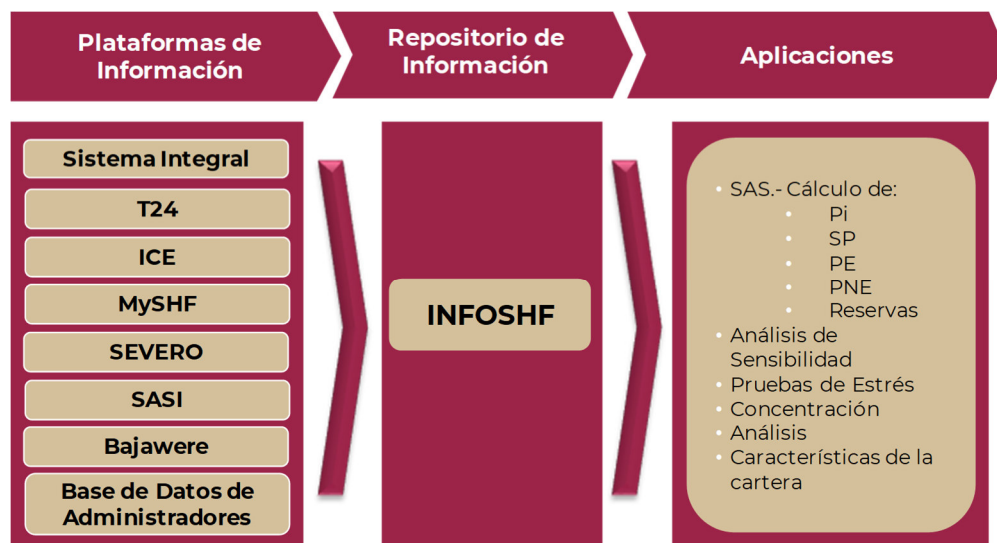 Plataformas de
Información
Repositorio de
Información
Aplicaciones
Sistema Integral
T24
ICE
MySHF
SEVERO
SASI
Bajawere
Base de Datos de
Administradores
INFOSHF
• SAS.- Cálculo de:
• Pi
• SP
• PE
• PNE
• Reservas
• Análisis de
Sensibilidad
• Pruebas de Estrés
• Concentración
• Análisis
• Características de la
cartera